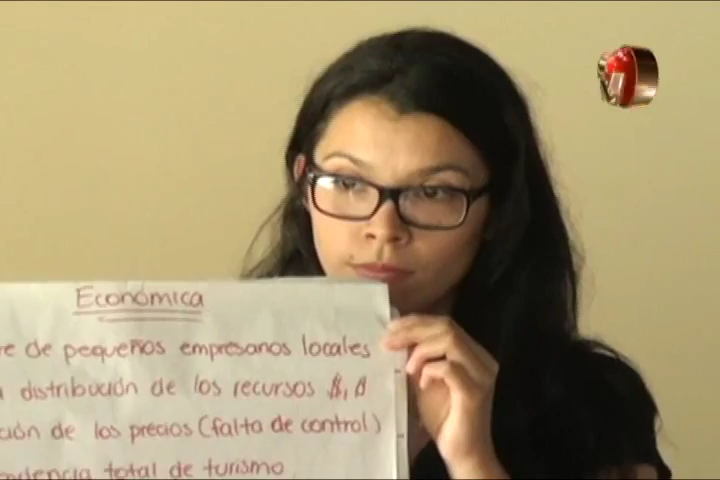 Económica
de pequeños empresarios locales
distribución de los recursos
de los precios (falta de control)
total de turismo